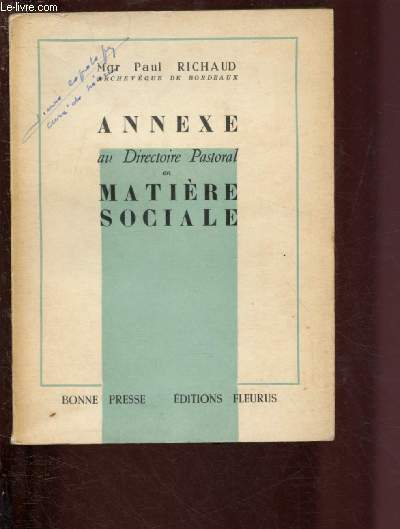 le-livre.com
Mgr Paul RICHAUD
ARCHEVÊQUE DE BORDEAUX
ANNEXE
au Directoire Pastoral
en
MATIÈRE
SOCIALE
BONNE PRESSE ÉDITIONS FLEURUS